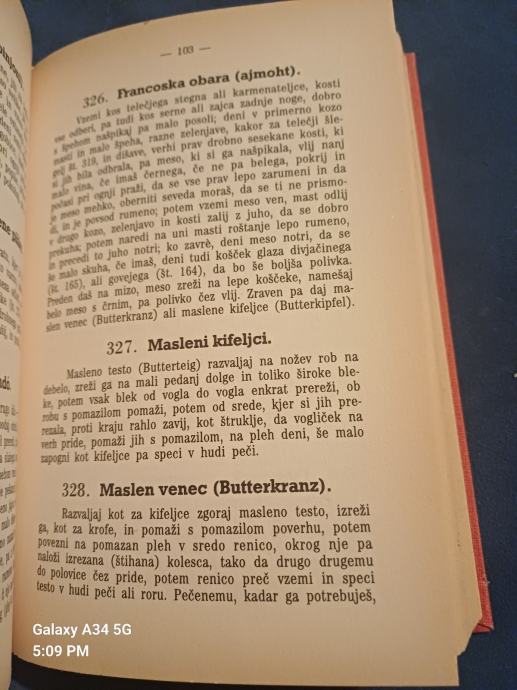 — 103 —
326. Francoska obara (ajmoht).
Vzemi kos telečjega stegna ali karmenateljce, kosti
vse odberi, pa tudi kos serne ali zajca zadnje noge, dobro
s špehom našpikaj pa malo posoli; deni v primerno kozo
masti in malo špeha, razne zelenjave, kakor za telečji šle-
grlj št. 319, in dišave, verhi prav drobno sesekane kosti, ki
si jih bila odbrala, pa meso, ki si ga našpikala, vlij nanj
malo vina, če imaš černega, če ne pa belega, pokrij in
počasi pri ognji praži, da se vse prav lepo zarumeni in da
je meso mehko, oberniti seveda moraš, da se ti ne prismo-
di, in je povsod rumeno; potem vzemi meso ven, mast odlij
v drugo kozo, zelenjavo in kosti zalij z juho, da se dobro
prekuha; potem naredi na uni masti roštanje lepo rumeno,
in precedi to juho notri; ko zavrè, deni meso notri, da se
še malo skuha, če imaš, deni tudi košček glaza divjačinega
(št. 165), ali govejega (št. 164), da bo še boljša polivka.
Preden daš na mizo, meso zreži na lepe koščeke, namešaj
belo meso s črnim, pa polivko čez vlij. Zraven pa daj ma-
slen venec (Butterkranz) ali maslene kifeljce (Butterkipfel).
327. Masleni kifeljci.
Masleno testo (Butterteig) razvaljaj na nožev rob na
debelo, zreži ga na mali pedanj dolge in toliko široke ble-
ke, potem vsak blek od vogla do vogla enkrat prereži, ob
robu s pomazilom pomaži, potem od srede, kjer si jih pre-
rezala, proti kraju rahlo zavij, kot štruklje, da vogliček na
verh pride, pomaži jih s pomazilom, na pleh deni, še malo
zapogni kot kifeljce pa speci v hudi peči.
328. Maslen venec (Butterkranz).
Razvaljaj kot za kifeljce zgoraj masleno testo, izreži
ga, kot za krofe, in pomaži s pomazilom poverhu, potem
povezni na pomazan pleh v sredo renico, okrog nje pa
naloži izrezana (štihana) kolesca, tako da drugo drugemu
do polovice čez pride, potem renico preč vzemi in speci
testo v hudi peči ali roru. Pečenemu, kadar ga potrebuješ,
Galaxy A34 5G
5:09 PM